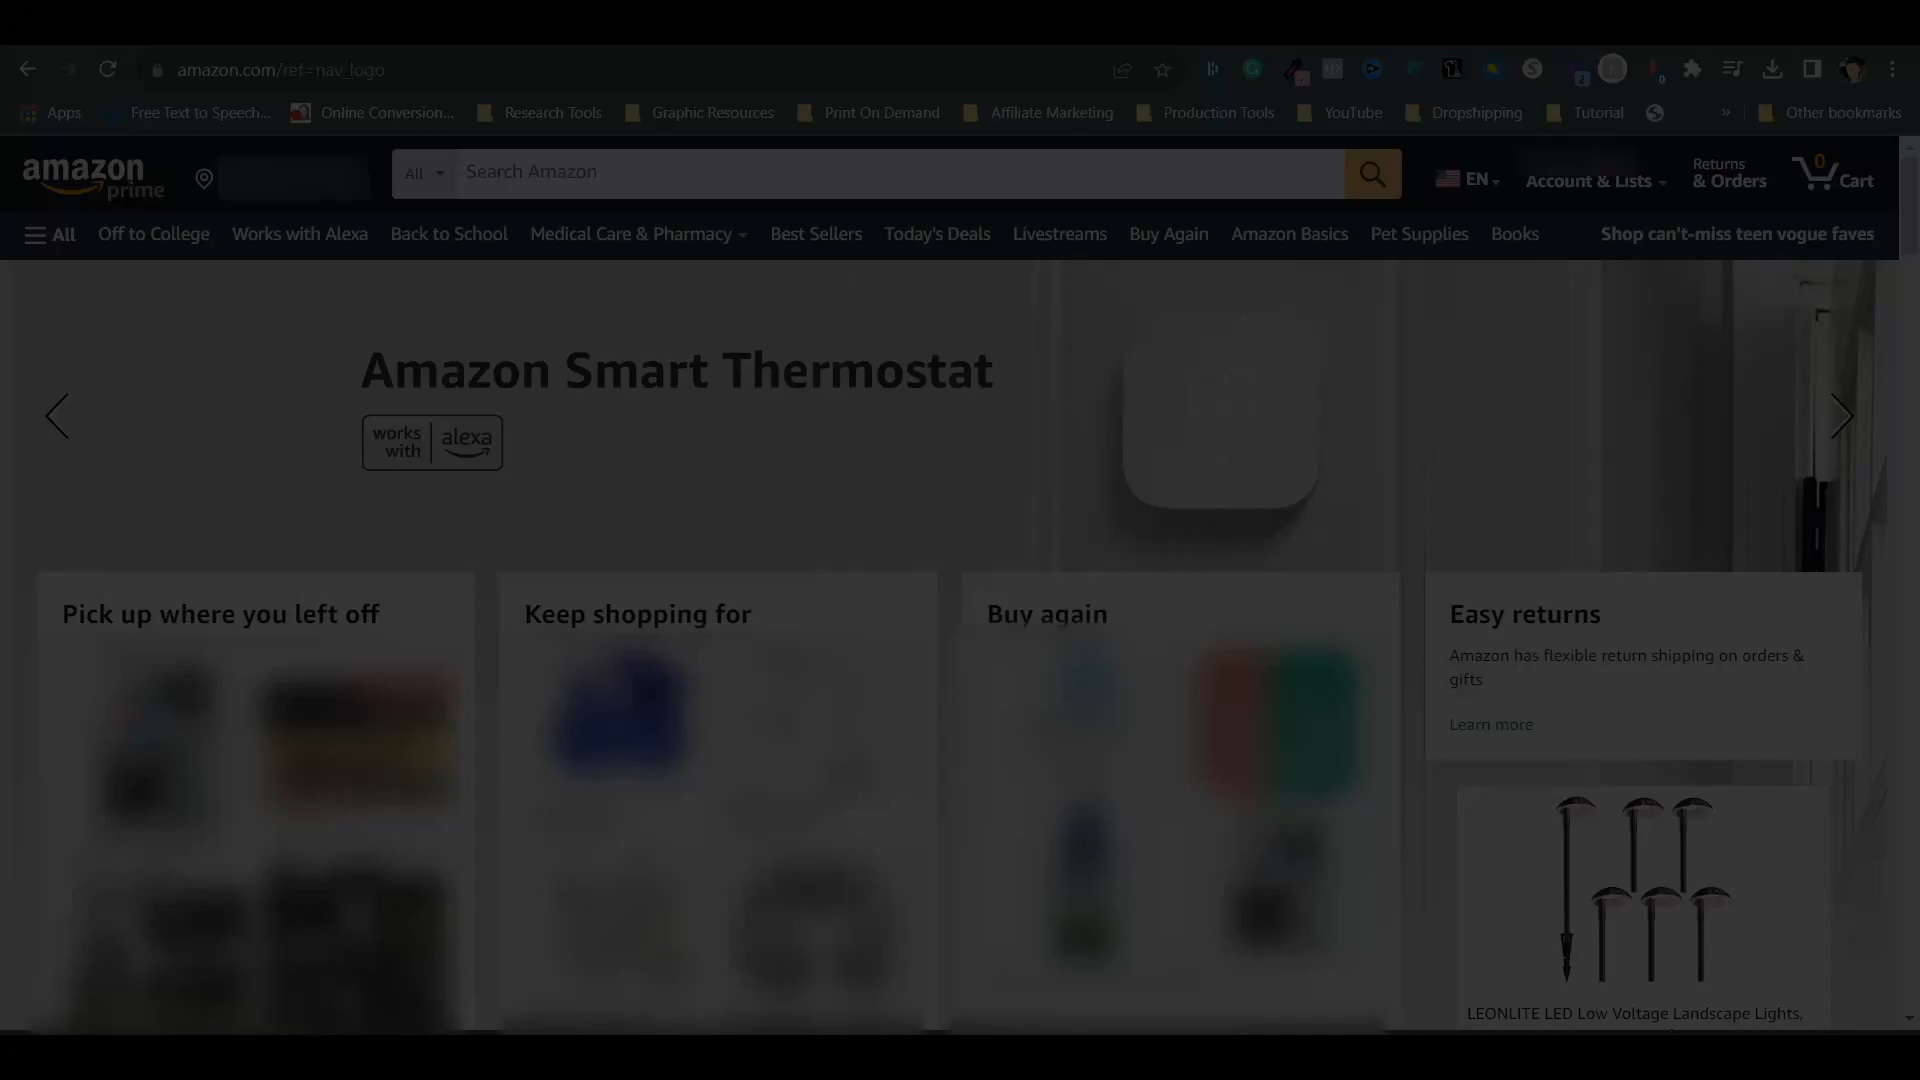 amazon.com/ref=nav_logo
2
0
Apps
Free Text to Speech...
Online Conversion...
Research Tools
Graphic Resources
Print On Demand
Affiliate Marketing
Production Tools
YouTube
Dropshipping
Tutorial
»
Other bookmarks
amazon
prime
All
Search Amazon
EN
Account & Lists
Returns
& Orders
0
Cart
All
Off to College
Works with Alexa
Back to School
Medical Care & Pharmacy
Best Sellers
Today's Deals
Livestreams
Buy Again
Amazon Basics
Pet Supplies
Books
Shop can't-miss teen vogue faves
Amazon Smart Thermostat
works
with
alexa
Pick up where you left off
Keep shopping for
Buy again
Easy returns
Amazon has flexible return shipping on orders &
gifts
Learn more
LEONLITE LED Low Voltage Landscape Lights,